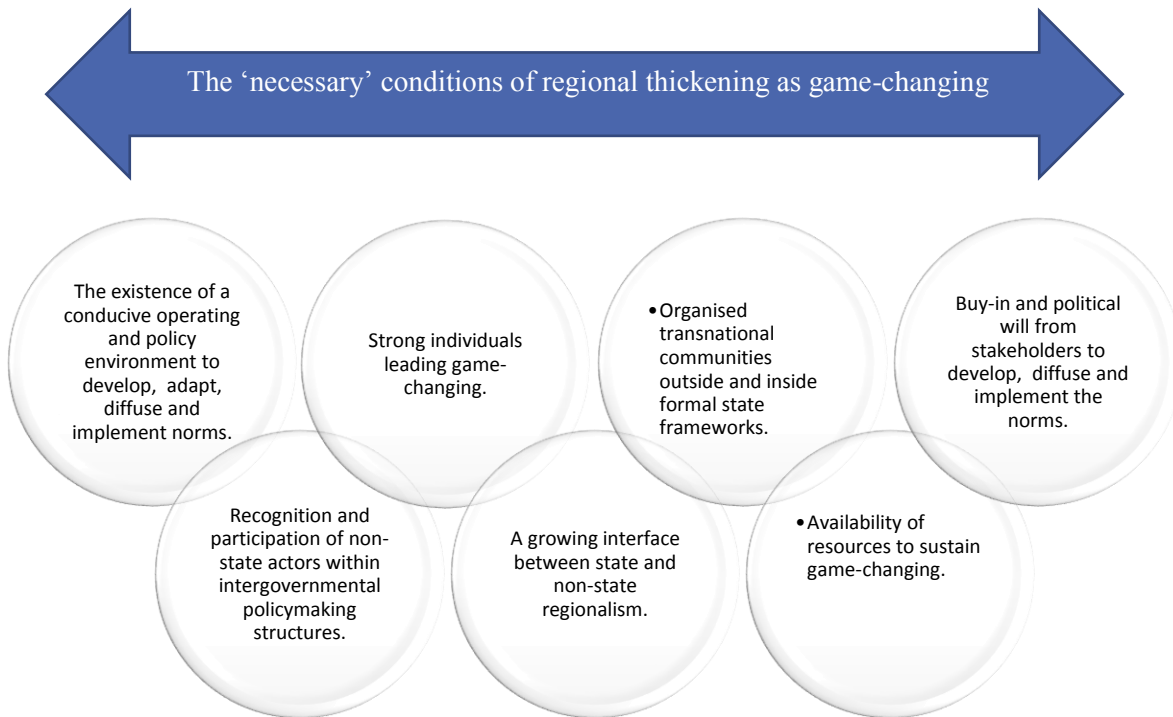 The ‘necessary’ conditions of regional thickening as game-changing
The existence of a
conducive operating
and policy
environment to
develop, adapt,
diffuse and
implement norms.
Recognition and
participation of non-
state actors within
intergovernmental
policymaking
structures.
Strong individuals
leading game-
changing.
A growing interface
between state and
non-state
regionalism.
•Organised
transnational
communities
outside and inside
formal state
frameworks.
•Availability of
resources to sustain
game-changing.
Buy-in and political
will from
stakeholders to
develop, diffuse and
implement the
norms.